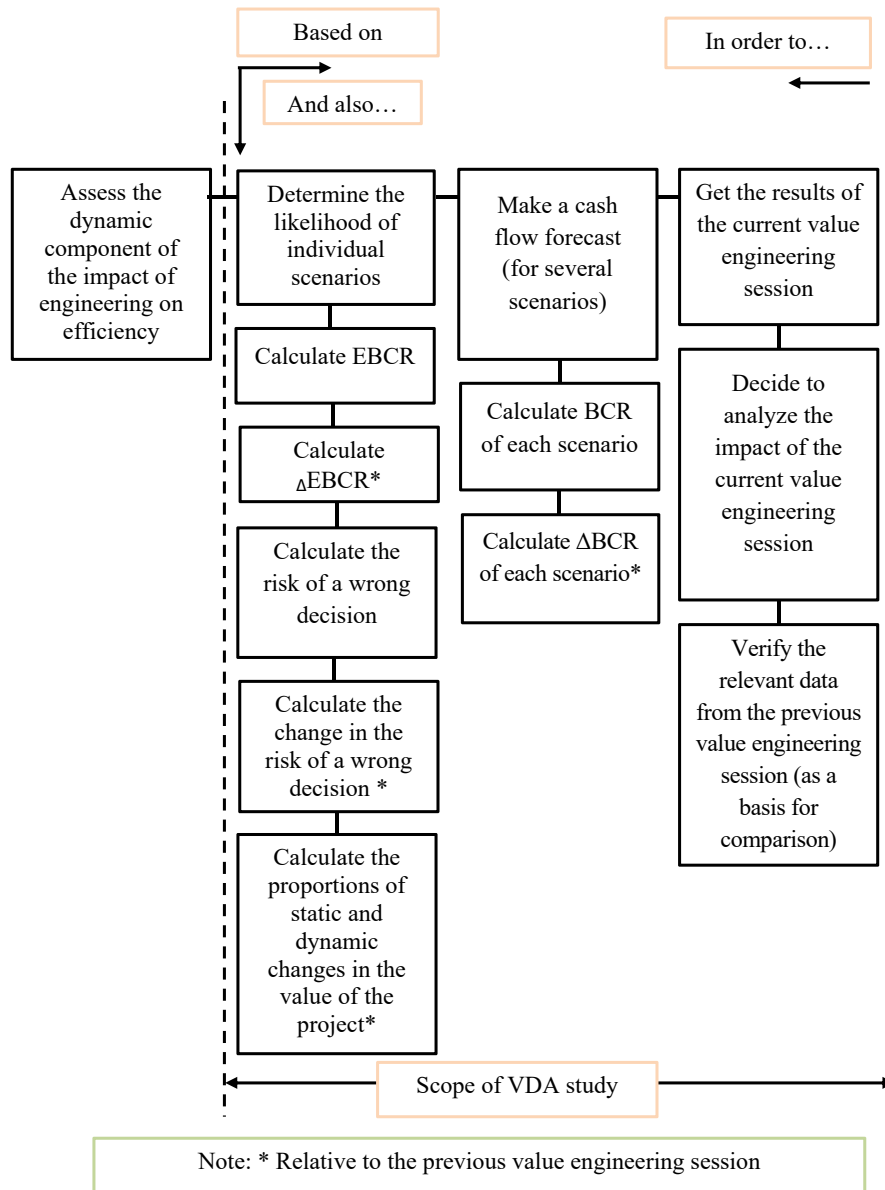 Based on
In order to…
And also…
Assess the
dynamic
component of
the impact of
engineering on
efficiency
Determine the
likelihood of
individual
scenarios
Calculate EBCR
Calculate
ΔEBCR*
Calculate the
risk of a wrong
decision
Calculate the
change in the
risk of a wrong
decision *
Calculate the
proportions of
static and
dynamic
changes in the
value of the
project*
Make a cash
flow forecast
(for several
scenarios)
Calculate BCR
of each scenario
Calculate ΔBCR
of each scenario*
Get the results of
the current value
engineering
session
Decide to
analyze the
impact of the
current value
engineering
session
Verify the
relevant data
from the previous
value engineering
session (as a
basis for
comparison)
Scope of VDA study
Note: * Relative to the previous value engineering session